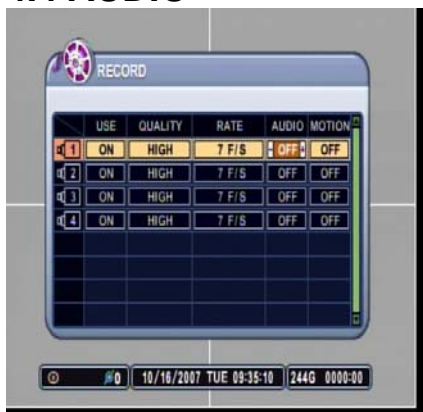 RECORD
USE QUALITY RATE AUDIO MOTION
1 ON HIGH 7 F/S - OFF + OFF
2 ON HIGH 7 F/S OFF OFF
3 ON HIGH 7 F/S OFF OFF
4 ON HIGH 7 F/S OFF OFF
0 10/16/2007 TUE 09:35:10 244G 0000:00